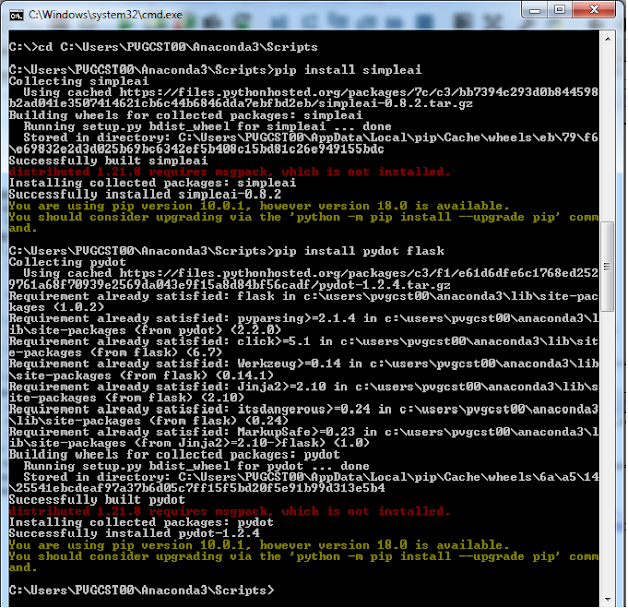 C:\Windows\system32\cmd.exe
C:\>cd C:\Users\PVGCST00\Anaconda3\Scripts
C:\Users\PVGCST00\Anaconda3\Scripts>pip install simpleai
Collecting simpleai
Using cached https://files.pythonhosted.org/packages/7c/c3/bb7394c293d0b844598
b2ad041e3507414621cb6c44b6846dda7ebfbd2eb/simpleai-0.8.2.tar.gz
Building wheels for collected packages: simpleai
Running setup.py bdist_wheel for simpleai ... done
Stored in directory: C:\Users\PVGCST00\AppData\Local\pip\Cache\wheels\eb\79\f6
\e69832e2d3d025b69bc6342ef5b408c15bd81c26e949155bdc
Successfully built simpleai
distributed 1.21.8 requires msgpack, which is not installed.
Installing collected packages: simpleai
Successfully installed simpleai-0.8.2
You are using pip version 10.0.1, however version 18.0 is available.
You should consider upgrading via the 'python -m pip install --upgrade pip' comm
and.
C:\Users\PVGCST00\Anaconda3\Scripts>pip install pydot flask
Collecting pydot
Using cached https://files.pythonhosted.org/packages/c3/f1/e61d6dfe6c1768ed252
9761a68f70939e2569da043e9f15a8d84bf56cadf/pydot-1.2.4.tar.gz
Requirement already satisfied: flask in c:\users\pvgcst00\anaconda3\lib\site-pac
kages (1.0.2)
Requirement already satisfied: pyparsing>=2.1.4 in c:\users\pvgcst00\anaconda3\l
ib\site-packages (from pydot) (2.2.0)
Requirement already satisfied: click>=5.1 in c:\users\pvgcst00\anaconda3\lib\sit
e-packages (from flask) (6.7)
Requirement already satisfied: Werkzeug>=0.14 in c:\users\pvgcst00\anaconda3\lib
\site-packages (from flask) (0.14.1)
Requirement already satisfied: Jinja2>=2.10 in c:\users\pvgcst00\anaconda3\lib\s
ite-packages (from flask) (2.10)
Requirement already satisfied: itsdangerous>=0.24 in c:\users\pvgcst00\anaconda3
\lib\site-packages (from flask) (0.24)
Requirement already satisfied: MarkupSafe>=0.23 in c:\users\pvgcst00\anaconda3\l
ib\site-packages (from Jinja2>=2.10->flask) (1.0)
Building wheels for collected packages: pydot
Running setup.py bdist_wheel for pydot ... done
Stored in directory: C:\Users\PVGCST00\AppData\Local\pip\Cache\wheels\6a\a5\14
\25541ebcdeaf97a37b6d05c7ff15f5bd20f5e91b99d313e5b4
Successfully built pydot
distributed 1.21.8 requires msgpack, which is not installed.
Installing collected packages: pydot
Successfully installed pydot-1.2.4
You are using pip version 10.0.1, however version 18.0 is available.
You should consider upgrading via the 'python -m pip install --upgrade pip' comm
and.
C:\Users\PVGCST00\Anaconda3\Scripts>